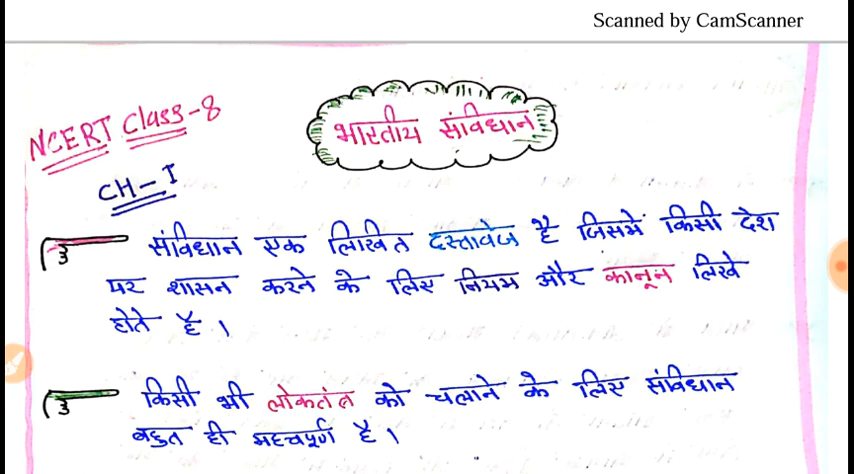 Scanned by CamScanner
NCERT Class-8
भारतीय संविधान
CH-I
संविधान एक लिखित दस्तावेज है जिसमें किसी देश
पर शासन करने के लिए नियम और कानून लिखे
होते है ।
किसी भी लोकतंत्र को चलाने के लिए संविधान
बहुत ही महत्वपूर्ण है ।